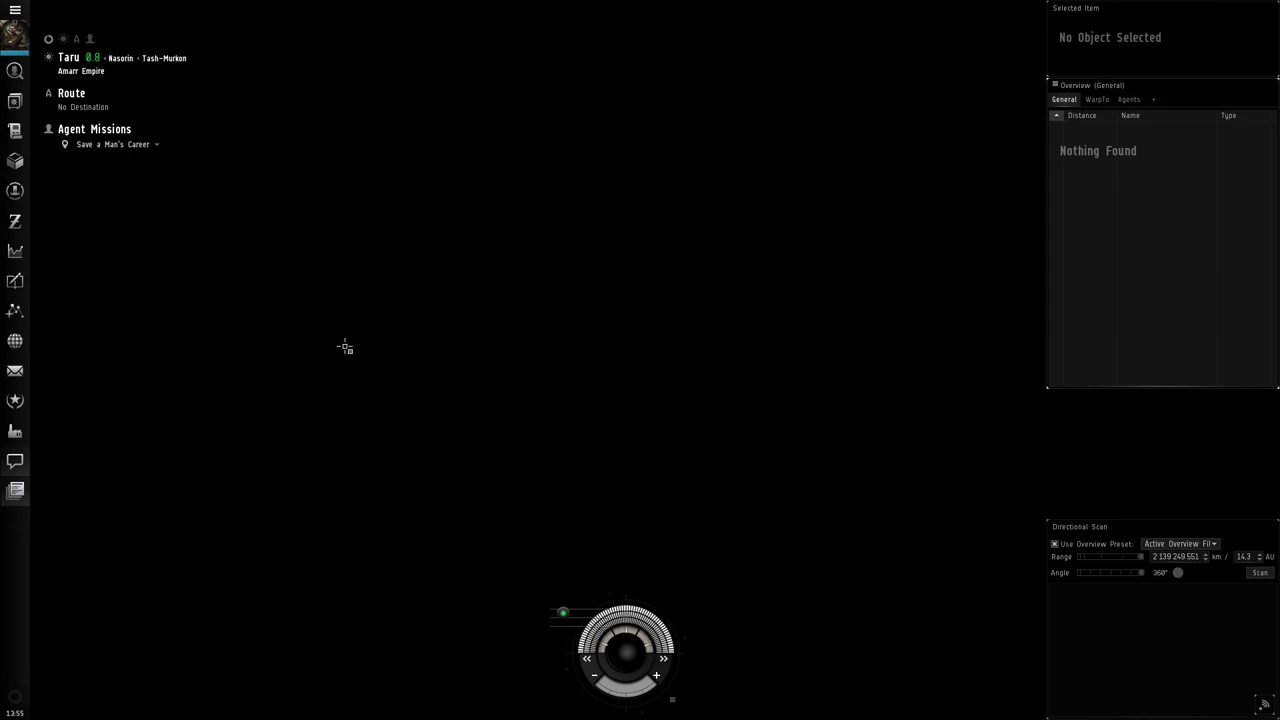 Taru 0.8 ‹ Nasorin ‹ Tash-Murkon
Amarr Empire
Route
No Destination
Agent Missions
Save a Man's Career
Selected Item
No Object Selected
Overview (General)
General WarpTo Agents +
Distance Name Type
Nothing Found
Directional Scan
Use Overview Preset: Active Overview Fil
Range 2 139 249 551 km / 14.3 AU
Angle 360° Scan
13:55